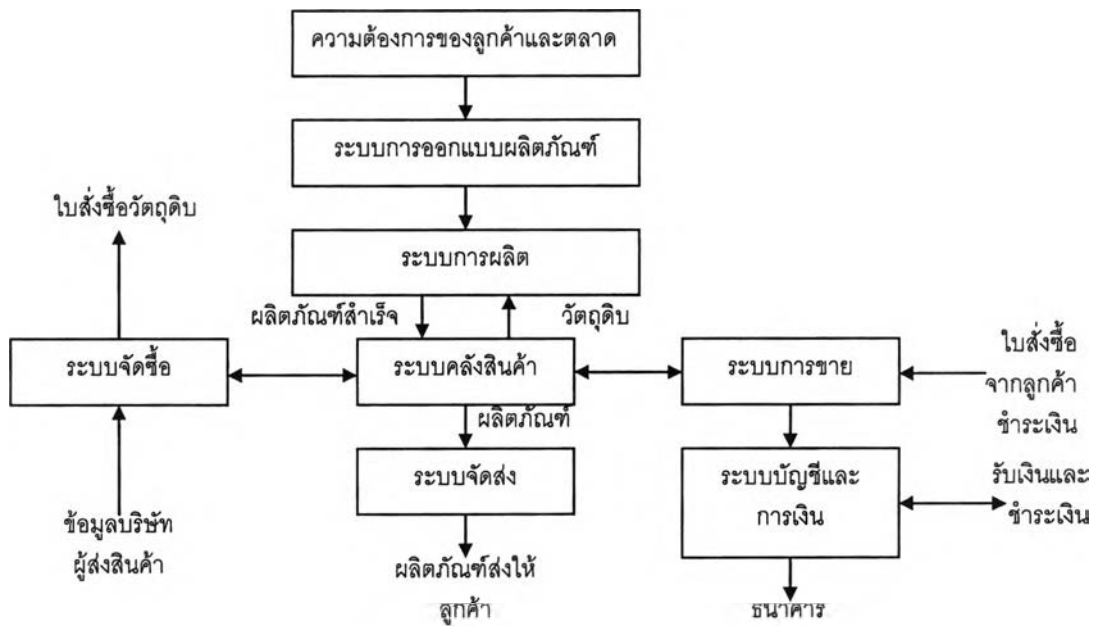 ความต้องการของลูกค้าและตลาด
ระบบการออกแบบผลิตภัณฑ์
ใบสั่งซื้อวัตถุดิบ
ระบบการผลิต
ผลิตภัณฑ์สำเร็จ
วัตถุดิบ
ระบบจัดซื้อ
ระบบคลังสินค้า
ระบบการขาย
ใบสั่งซื้อ
จากลูกค้า
ชำระเงิน
ผลิตภัณฑ์
ระบบจัดส่ง
ระบบบัญชีและ
การเงิน
รับเงินและ
ชำระเงิน
ข้อมูลบริษัท
ผู้ส่งสินค้า
ผลิตภัณฑ์ส่งให้
ลูกค้า
ธนาคาร